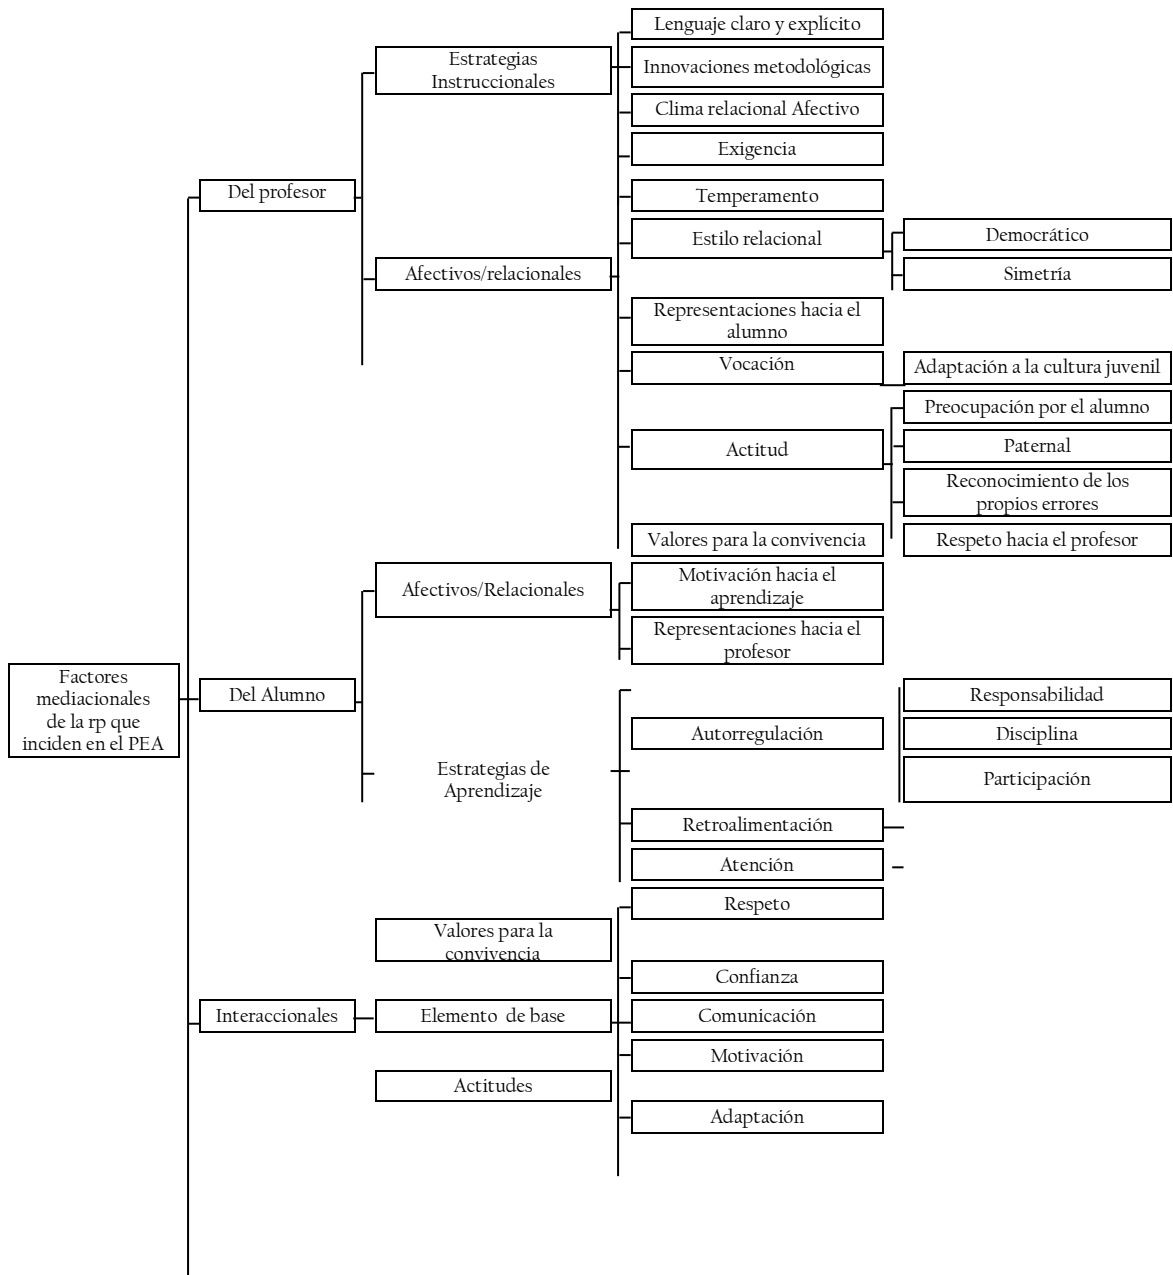 Lenguaje claro y explícito
Estrategias
Instruccionales
Innovaciones metodológicas
Clima relacional Afectivo
Exigencia
Del profesor
Temperamento
Estilo relacional
Democrático
Afectivos/relacionales
Simetría
Representaciones hacia el
alumno
Vocación
Adaptación a la cultura juvenil
Preocupación por el alumno
Actitud
Paternal
Reconocimiento de los
propios errores
Valores para la convivencia
Respeto hacia el profesor
Afectivos/Relacionales
Motivación hacia el
aprendizaje
Representaciones hacia el
profesor
Factores
mediacionales
de la rp que
inciden en el PEA
Del Alumno
Responsabilidad
Autorregulación
Disciplina
Estrategias de
Aprendizaje
Participación
Retroalimentación
Atención
Respeto
Valores para la
convivencia
Confianza
Interaccionales
Elemento de base
Comunicación
Motivación
Actitudes
Adaptación